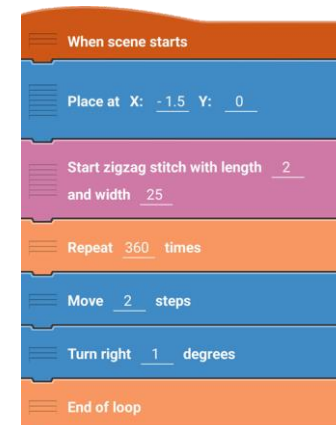 When scene starts
Place at X: -1.5 Y: 0
Start zigzag stitch with length 2
and width 25
Repeat 360 times
Move 2 steps
Turn right 1 degrees
End of loop